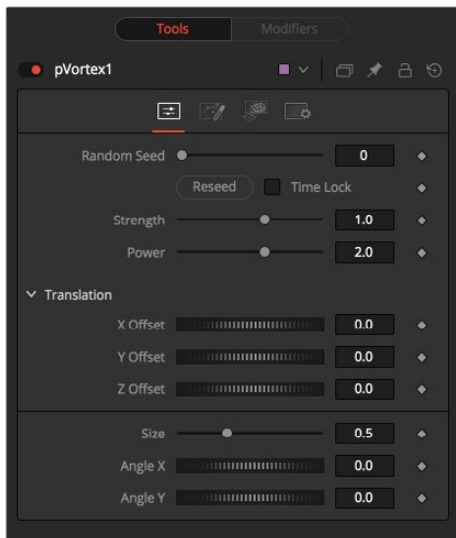 Tools Modifiers
pVortex1
Random Seed 0
Reseed Time Lock
Strength 1.0
Power 2.0
Translation
X Offset 0.0
Y Offset 0.0
Z Offset 0.0
Size 0.5
Angle X 0.0
Angle Y 0.0